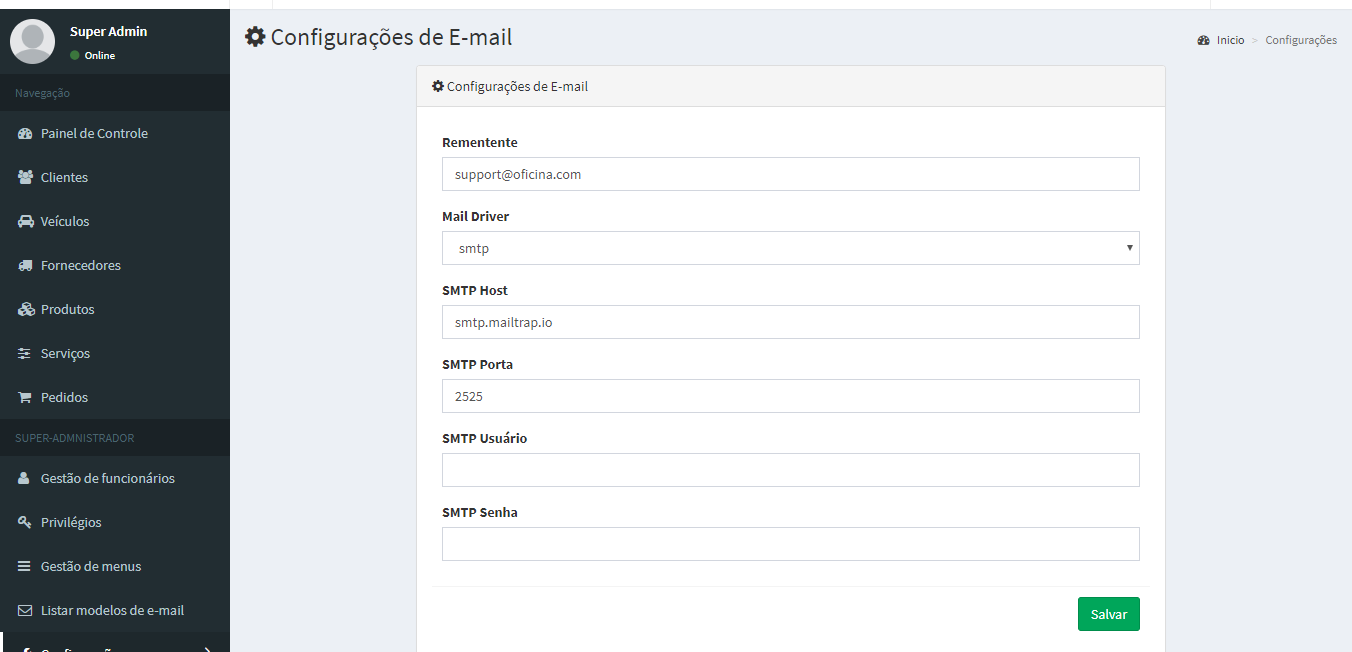 Super Admin
Online
Navegação
Painel de Controle
Clientes
Veículos
Fornecedores
Produtos
Serviços
Pedidos
SUPER-ADMNISTRADOR
Gestão de funcionários
Privilégios
Gestão de menus
Listar modelos de e-mail
Configurações de E-mail
Inicio > Configurações
Configurações de E-mail
Rementente
support@oficina.com
Mail Driver
smtp
SMTP Host
smtp.mailtrap.io
SMTP Porta
2525
SMTP Usuário
SMTP Senha
Salvar